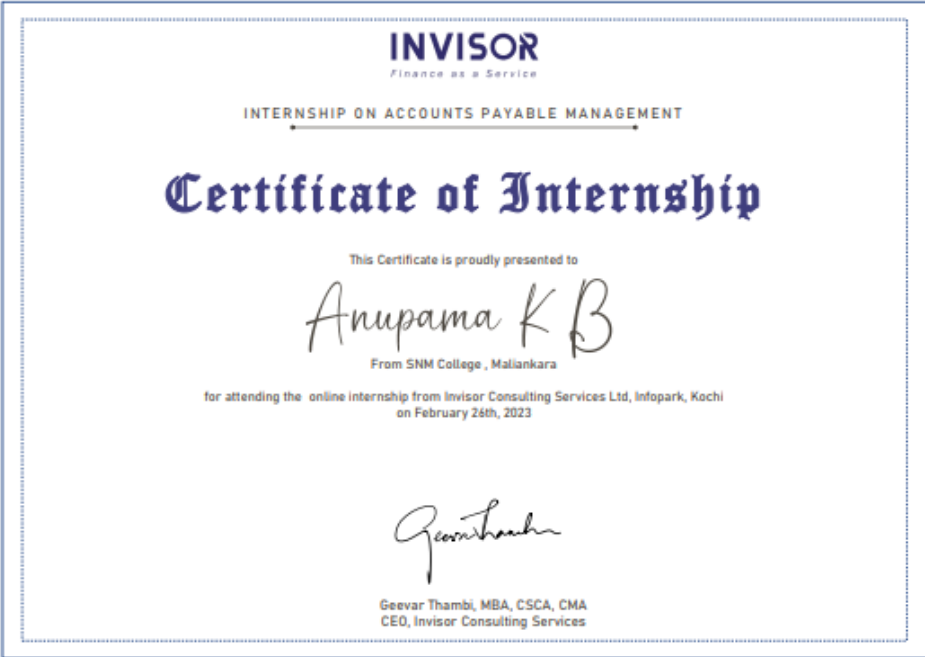 INVISOR
Finance as a Service
INTERNSHIP ON ACCOUNTS PAYABLE MANAGEMENT
Certificate of Internship
This Certificate is proudly presented to
Anupama K B
From SNM College , Maliankara
for attending the online internship from Invisor Consulting Services Ltd, Infopark, Kochi
on February 26th, 2023
Geevar Thambi, MBA, CSCA, CMA
CEO, Invisor Consulting Services